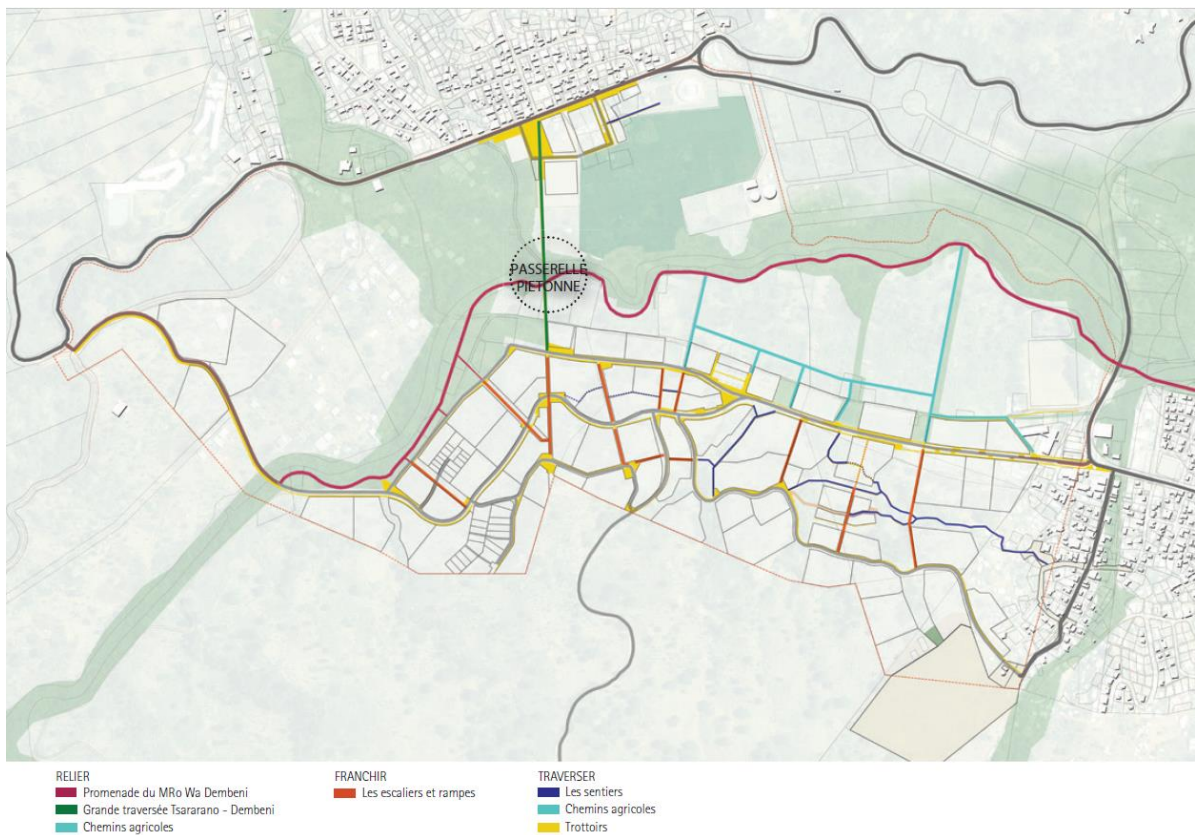 PASSERELLE
PIETONNE
RELIER
Promenade du MRo Wa Dembeni
Grande traversée Tsararano - Dembeni
Chemins agricoles
FRANCHIR
Les escaliers et rampes
TRAVERSER
Les sentiers
Chemins agricoles
Trottoirs